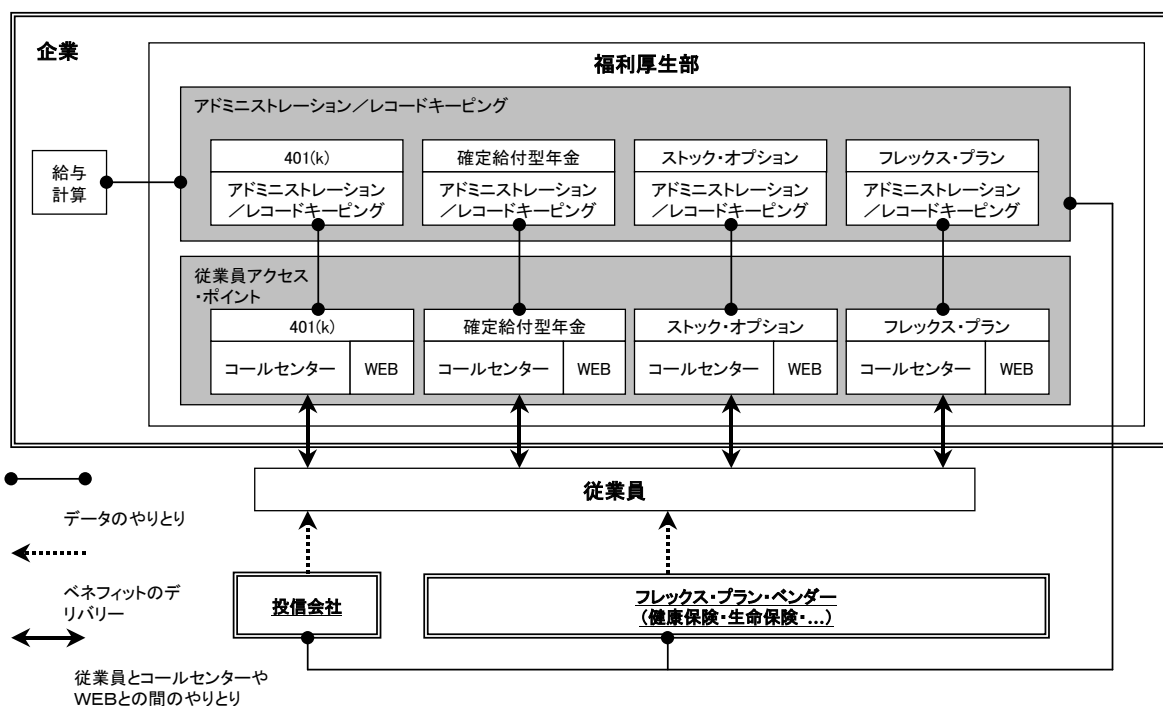 企業
福利厚生部
アドミニストレーション／レコードキーピング
給与
計算
401(k)
アドミニストレーション
／レコードキーピング
確定給付型年金
アドミニストレーション
／レコードキーピング
ストック・オプション
アドミニストレーション
／レコードキーピング
フレックス・プラン
アドミニストレーション
／レコードキーピング
従業員アクセス
・ポイント
401(k)
コールセンター
WEB
確定給付型年金
コールセンター
WEB
ストック・オプション
コールセンター
WEB
フレックス・プラン
コールセンター
WEB
従業員
データのやりとり
ベネフィットのデ
リバリー
従業員とコールセンターや
WEBとの間のやりとり
投信会社
フレックス・プラン・ベンダー
（健康保険・生命保険・...）